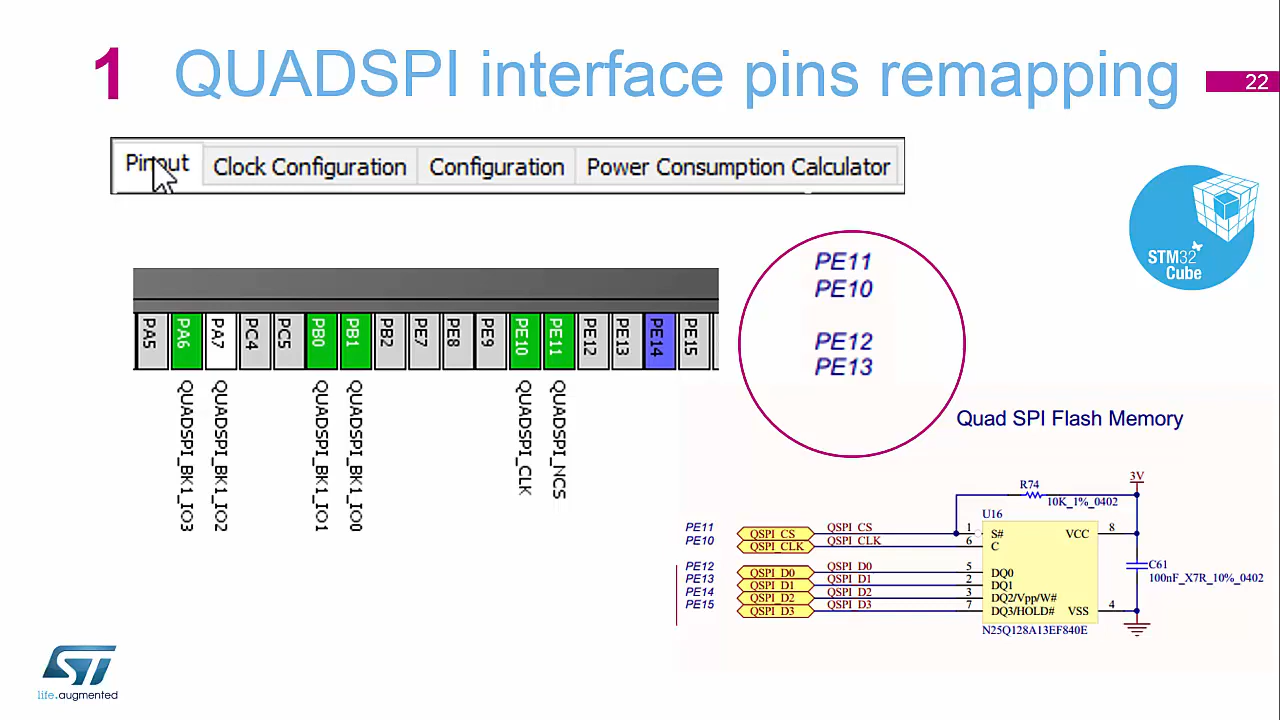 1 QUADSPI interface pins remapping
22
Pinout Clock Configuration Configuration Power Consumption Calculator
STM32
Cube
PE11
PE10
PE12
PE13
PA5 PA6 PA7 PC4 PC5 PB0 PB1 PB2 PE7 PE8 PE9 PE10 PE11 PE12 PE13 PE14 PE15
QUADSPI_BK1_IO3
QUADSPI_BK1_IO2
QUADSPI_BK1_IO1
QUADSPI_BK1_IO0
QUADSPI_CLK
QUADSPI_NCS
Quad SPI Flash Memory
3V
R74
10K_1%_0402
U16
PE11 QSPI_CS QSPI_CS 1 S# VCC 8
PE10 QSPI_CLK QSPI_CLK 6 C
C61
100nF_X7R_10%_0402
PE12 QSPI_D0 QSPI_D0 5 DQ0
PE13 QSPI_D1 QSPI_D1 2 DQ1
PE14 QSPI_D2 QSPI_D2 3 DQ2/Vpp/W#
PE15 QSPI_D3 QSPI_D3 7 DQ3/HOLD# VSS 4
N25Q128A13EF840E
ST
life.augmented